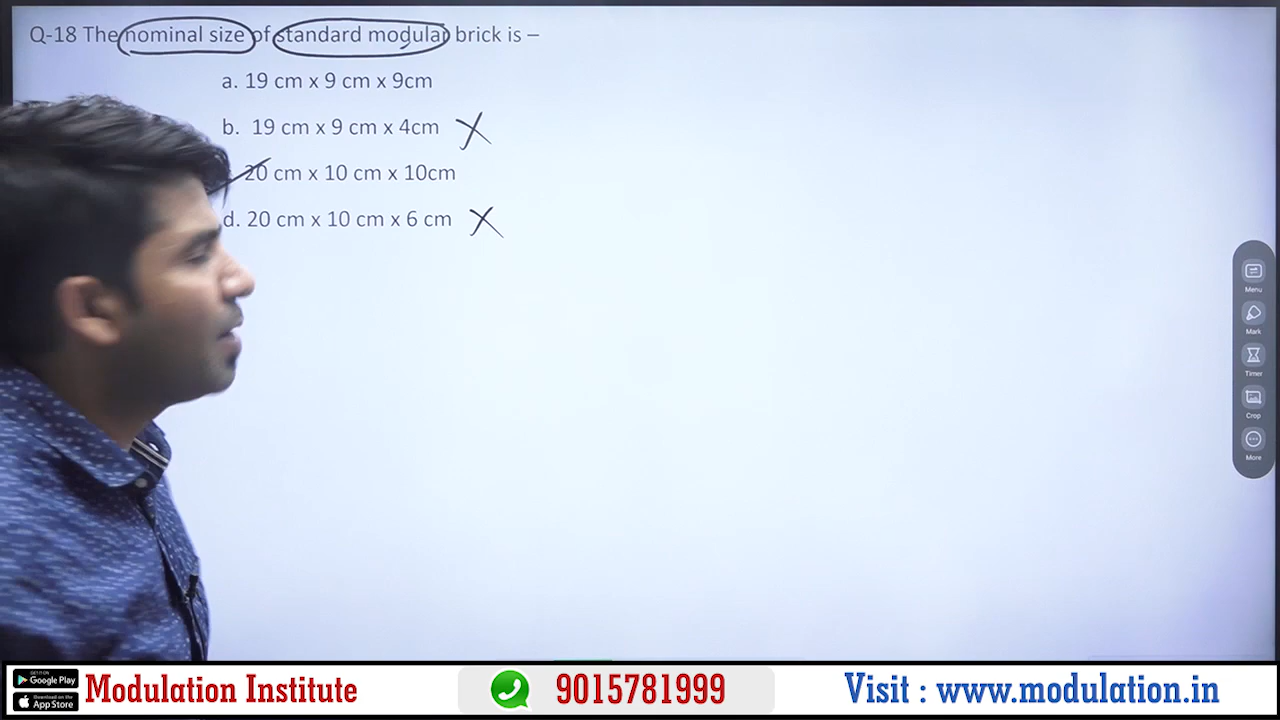 Q-18 The nominal size of standard modular brick is –
a. 19 cm x 9 cm x 9cm
b. 19 cm x 9 cm x 4cm
20 cm x 10 cm x 10cm
d. 20 cm x 10 cm x 6 cm
Menu
Mark
Timer
Crop
More
GET IT ON
Google Play
Download on the
App Store
Modulation Institute
9015781999
Visit : www.modulation.in